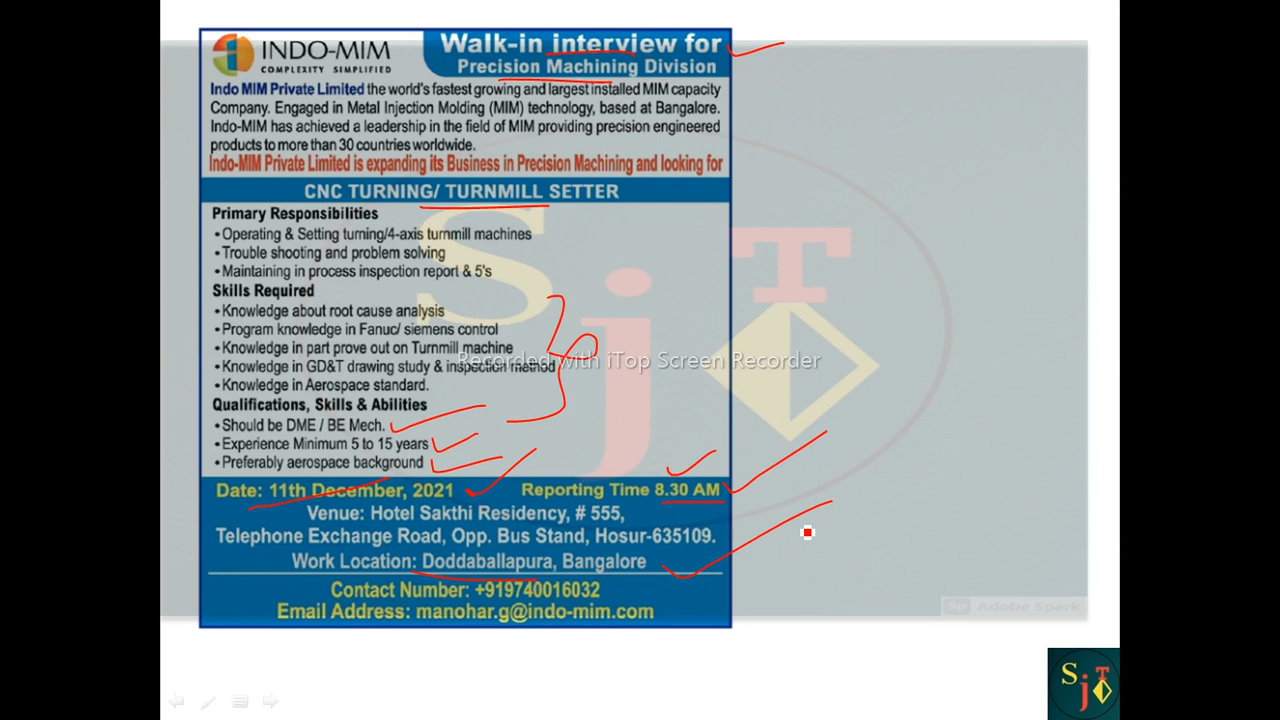 INDO-MIM
COMPLEXITY SIMPLIFIED
Walk-in interview for
Precision Machining Division
Indo MIM Private Limited the world's fastest growing and largest installed MIM capacity
Company. Engaged in Metal Injection Molding (MIM) technology, based at Bangalore.
Indo-MIM has achieved a leadership in the field of MIM providing precision engineered
products to more than 30 countries worldwide.
Indo-MIM Private Limited is expanding its Business in Precision Machining and looking for
CNC TURNING/ TURNMILL SETTER
Primary Responsibilities
• Operating & Setting turning/4-axis turnmill machines
• Trouble shooting and problem solving
• Maintaining in process inspection report & 5's
Skills Required
• Knowledge about root cause analysis
• Program knowledge in Fanuc/ siemens control
• Knowledge in part prove out on Turnmill machine
Recorded with iTop Screen Recorder
• Knowledge in GD&T drawing study & inspection method
• Knowledge in Aerospace standard.
Qualifications, Skills & Abilities
• Should be DME / BE Mech.
• Experience Minimum 5 to 15 years
• Preferably aerospace background
Date: 11th December, 2021 Reporting Time 8.30 AM
Venue: Hotel Sakthi Residency, # 555,
Telephone Exchange Road, Opp. Bus Stand, Hosur-635109.
Work Location: Doddaballapura, Bangalore
Contact Number: +919740016032
Email Address: manohar.g@indo-mim.com
SjT
Sp Adobe Spark
SjT